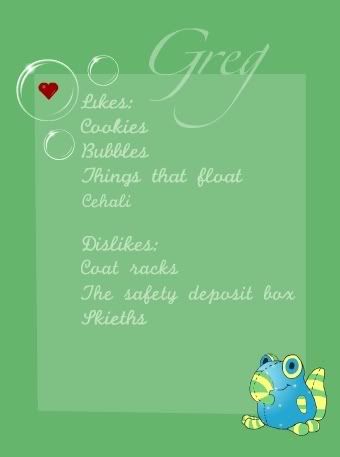 Greg
Likes:
Cookies
Bubbles
Things that float
Cehali
Dislikes:
Coat racks
The safety deposit box
Skieths